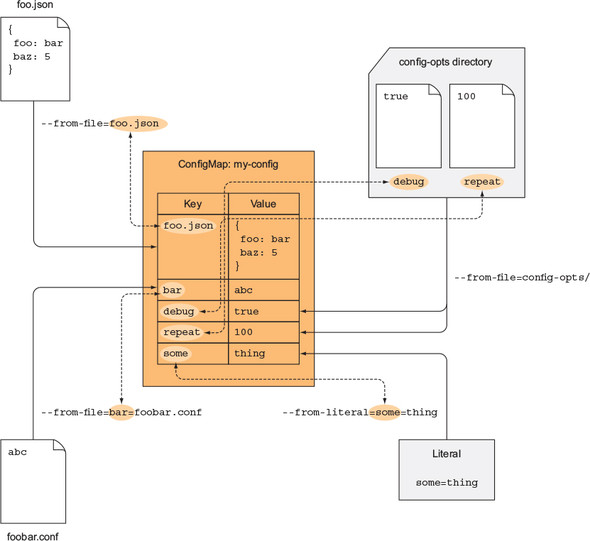 foo.json
{
foo: bar
baz: 5
}
--from-file=foo.json
config-opts directory
true
100
debug
repeat
ConfigMap: my-config
Key Value
foo.json
{
foo: bar
baz: 5
}
bar abc
debug true
repeat 100
some thing
--from-file=config-opts/
--from-file=bar=foobar.conf
--from-literal=some=thing
abc
foobar.conf
Literal
some=thing